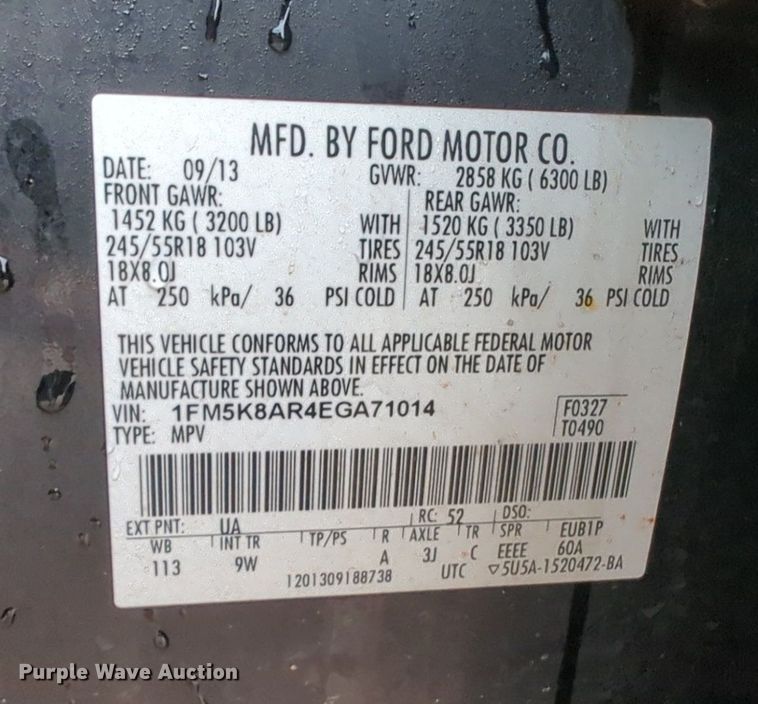 MFD. BY FORD MOTOR CO.
DATE: 09/13 GVWR: 2858 KG ( 6300 LB)
FRONT GAWR: REAR GAWR:
1452 KG ( 3200 LB) WITH 1520 KG ( 3350 LB) WITH
245/55R18 103V TIRES 245/55R18 103V TIRES
18X8.0J RIMS 18X8.0J RIMS
AT 250 kPa/ 36 PSI COLD AT 250 kPa/ 36 PSI COLD
THIS VEHICLE CONFORMS TO ALL APPLICABLE FEDERAL MOTOR
VEHICLE SAFETY STANDARDS IN EFFECT ON THE DATE OF
MANUFACTURE SHOWN ABOVE.
VIN: 1FM5K8AR4EGA71014 F0327
TYPE: MPV T0490
EXT PNT: UA RC: 52 DSO:
WB INT TR TP/PS R AXLE TR SPR EUB1P
113 9W A 3J C EEEE 60A
1201309188738 UTC ▽5U5A-1520472-BA
Purple Wave Auction